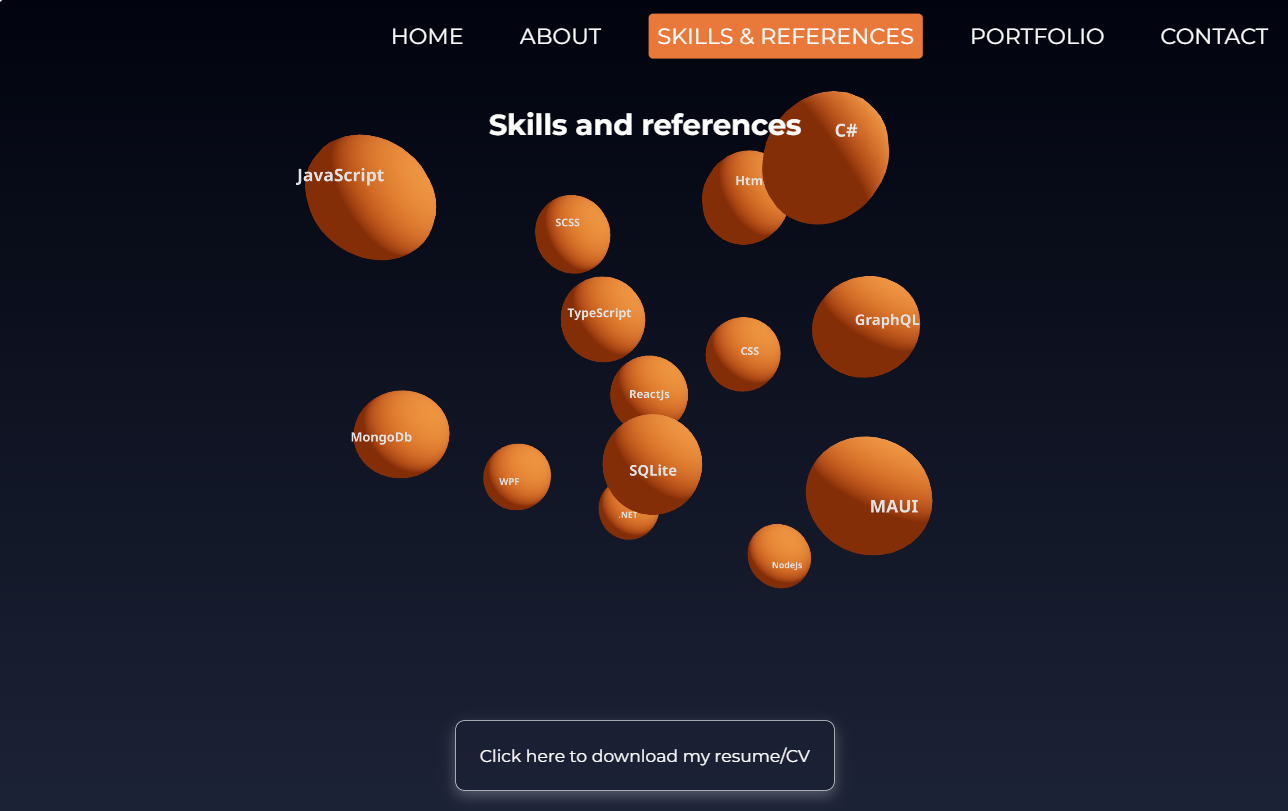 HOME ABOUT SKILLS & REFERENCES PORTFOLIO CONTACT
Skills and references
C#
JavaScript
Htm
SCSS
TypeScript
GraphQL
CSS
ReactJs
MongoDb
SQLite
WPF
MAUI
.NET
NodeJs
Click here to download my resume/CV